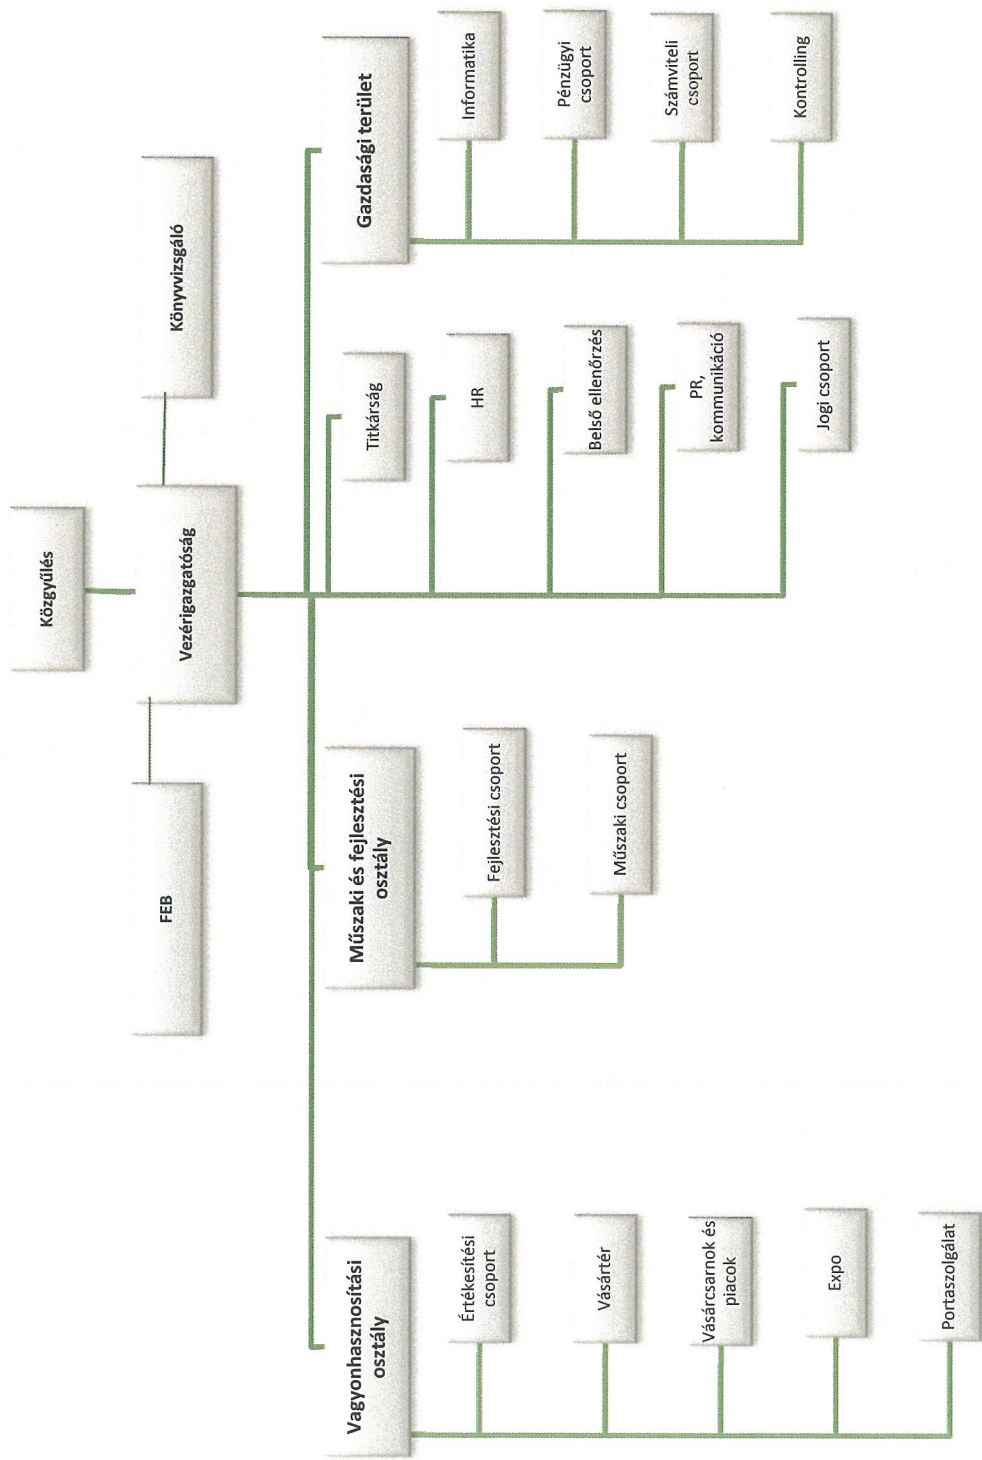 Közgyűlés
FEB
Vezérigazgatóság
Könyvvizsgáló
Vagyonhasznosítási
osztály
Értékesítési
csoport
Vásártér
Vásárcsarnok és
piacok
Expo
Portaszolgálat
Műszaki és fejlesztési
osztály
Fejlesztési csoport
Műszaki csoport
Titkárság
HR
Belső ellenőrzés
PR,
kommunikáció
Jogi csoport
Gazdasági terület
Informatika
Pénzügyi
csoport
Számviteli
csoport
Kontrolling